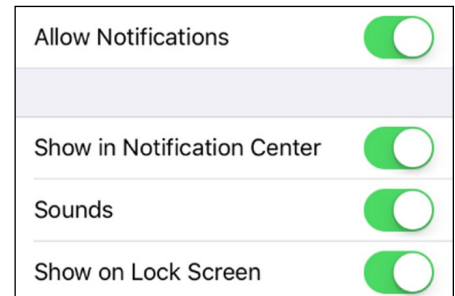 Allow Notifications
Show in Notification Center
Sounds
Show on Lock Screen